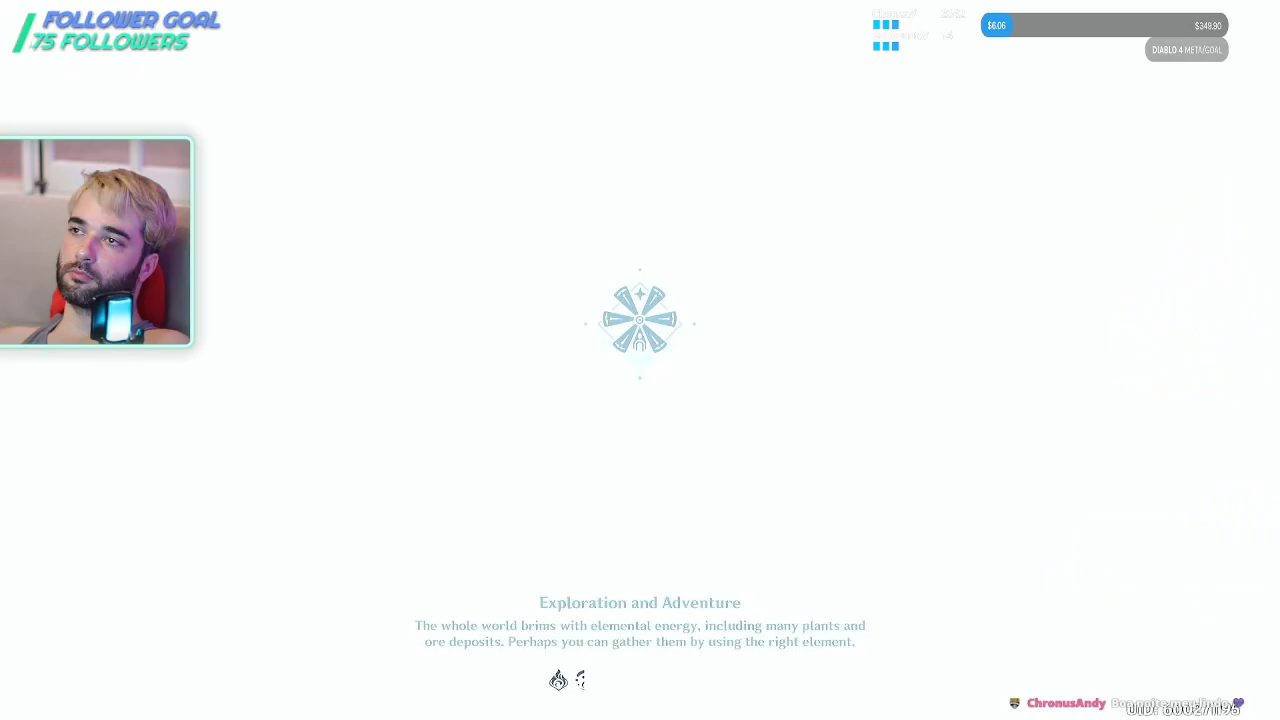 FOLLOWER GOAL
75 FOLLOWERS
$6.06
$349.90
DIABLO 4 META/GOAL
Exploration and Adventure
The whole world brims with elemental energy, including many plants and
ore deposits. Perhaps you can gather them by using the right element.
ChronusAndy